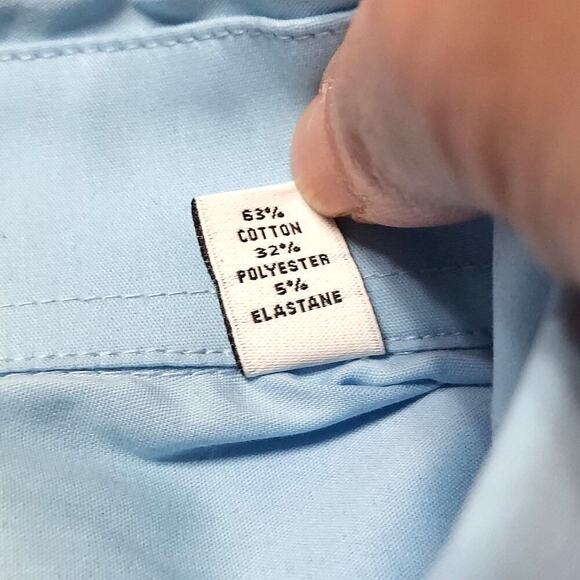 63%
COTTON
32%
POLYESTER
5%
ELASTANE